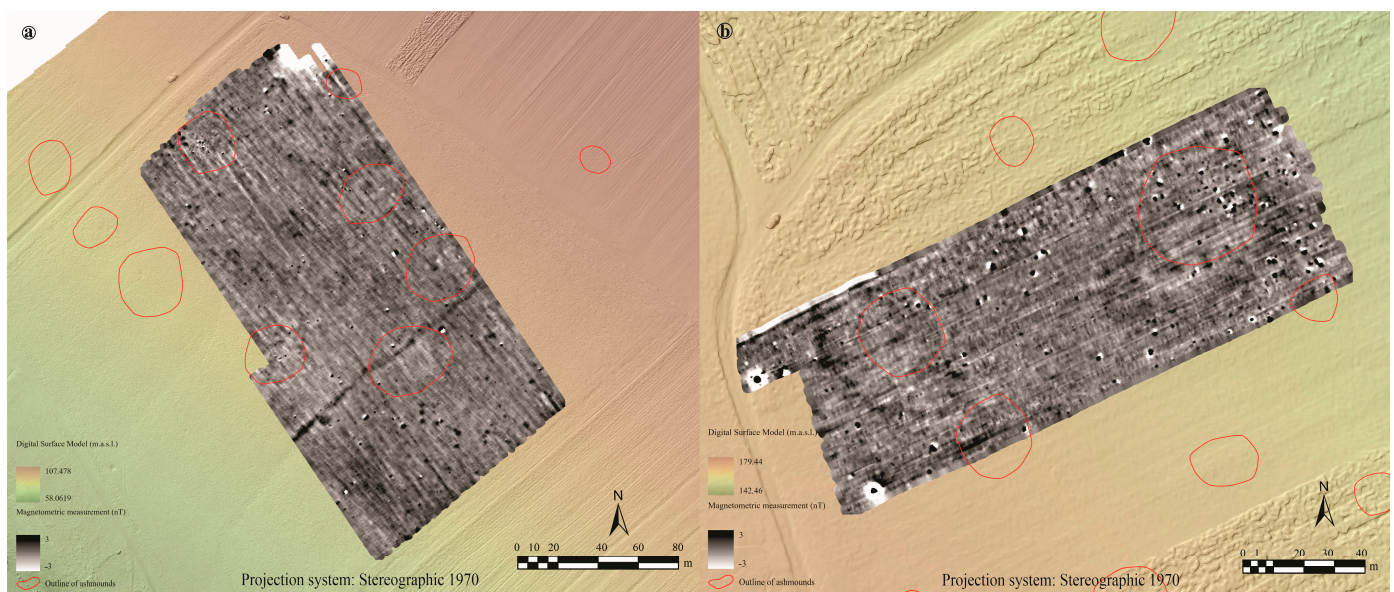 a
Digital Surface Model (m.a.s.l.)
107.478
58.0619
Magnetometric measurement (nT)
3
-3
Outline of ashmounds
Projection system: Stereographic 1970
N
0 10 20 40 60 80
m
b
Digital Surface Model (m.a.s.l.)
179.44
142.46
Magnetometric measurement (nT)
3
-3
Outline of ashmounds
Projection system: Stereographic 1970
N
0 1 20 30 40
m